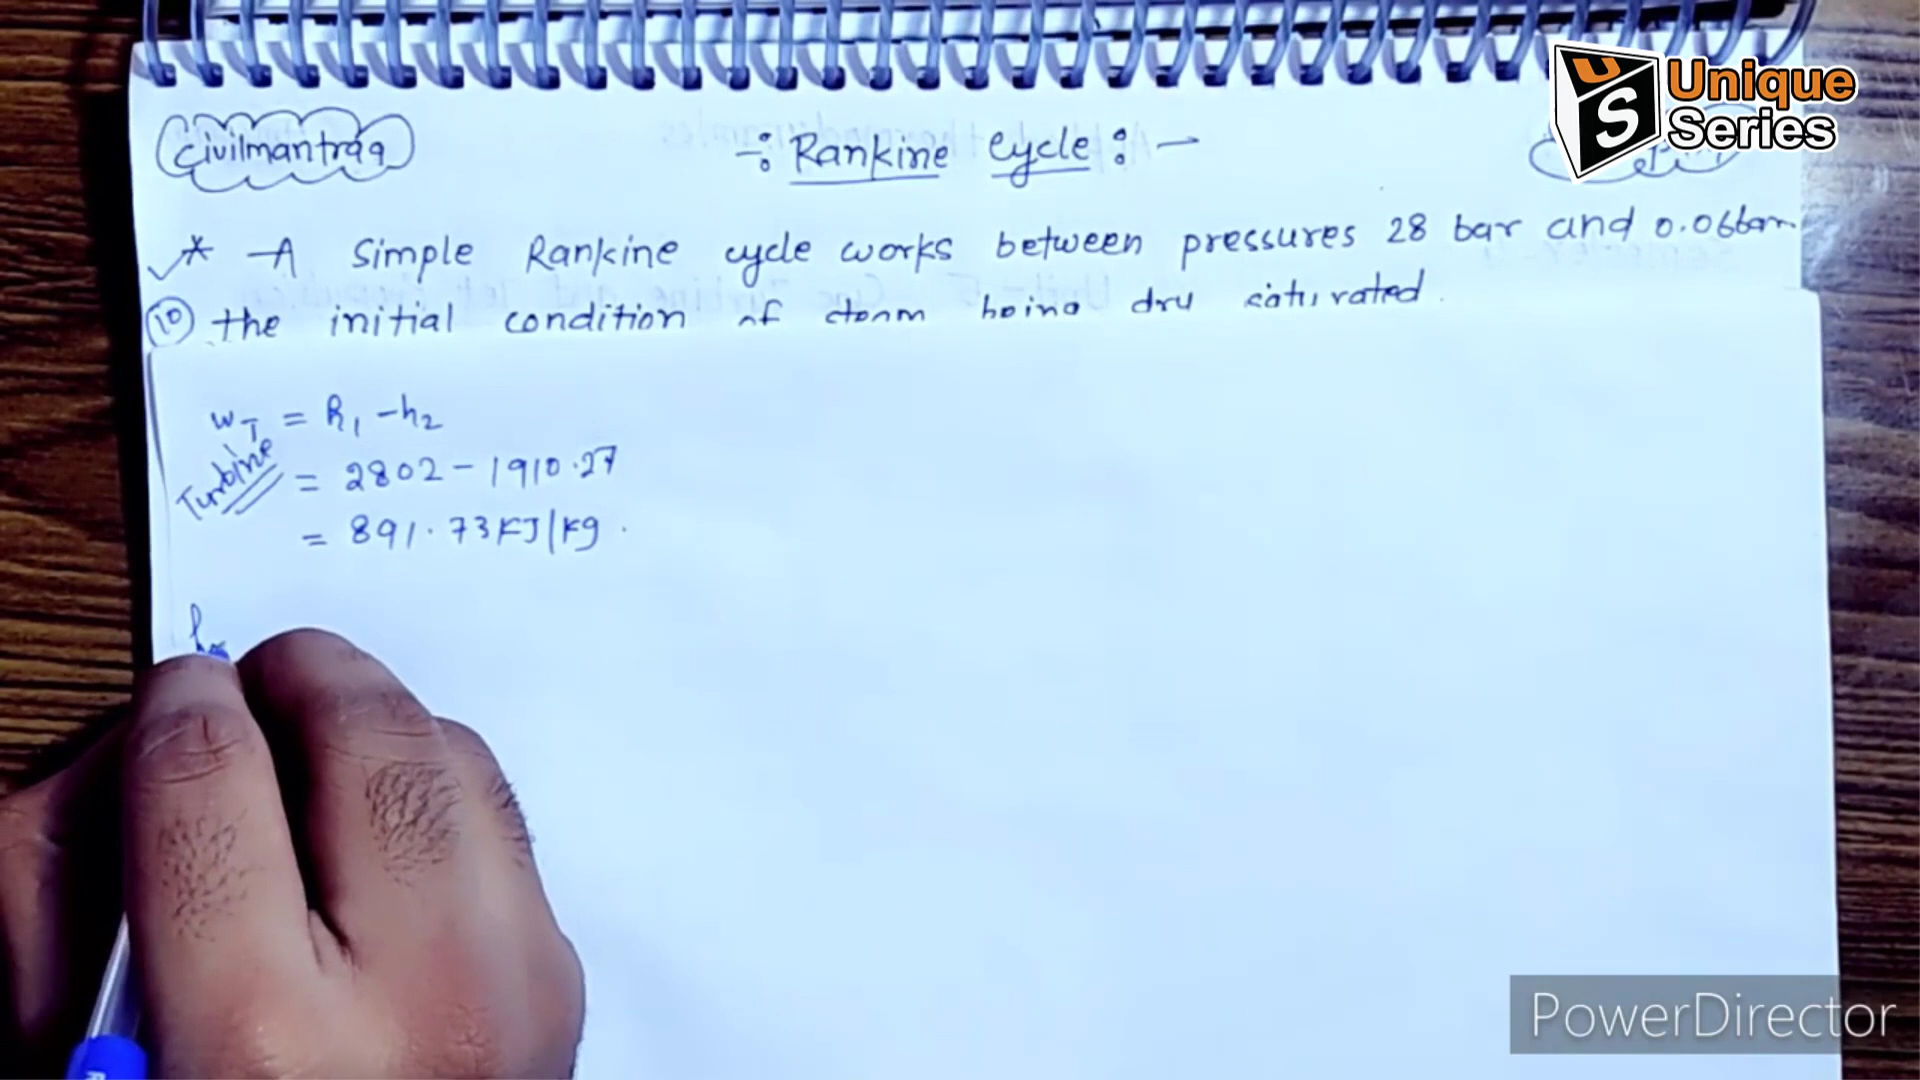 Unique
Series
U
S
Civilmantraa
-: Rankine Cycle :-
* A Simple Rankine cycle works between pressures 28 bar and 0.06bar.
10 the initial condition of steam being dry saturated.
WT = h1 - h2
Turbine
= 2802 - 1910.27
= 891.73 KJ/Kg.
PowerDirector